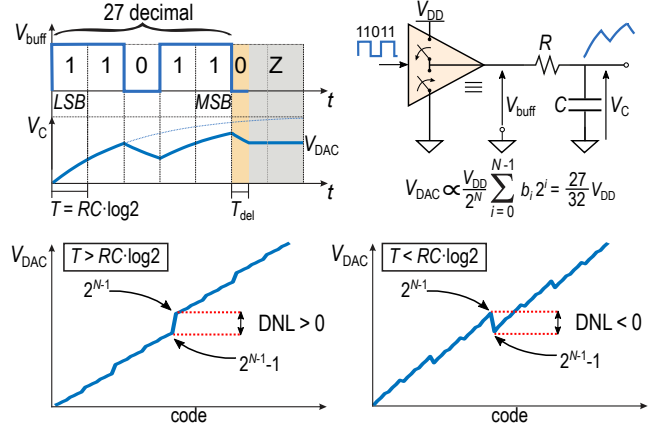 27 decimal
V_buff
1 1 0 1 1 0 Z
LSB MSB t
V_C
V_DAC
t
T = RC·log2 T_del
11011
V_DD
R
V_buff
C V_C
V_DAC ∝ V_DD/2^N ∑_{i = 0}^{N-1} b_i 2^i = 27/32 V_DD
V_DAC
T > RC·log2
2^{N-1}
DNL > 0
2^{N-1}-1
code
V_DAC
T < RC·log2
2^{N-1}
DNL < 0
2^{N-1}-1
code